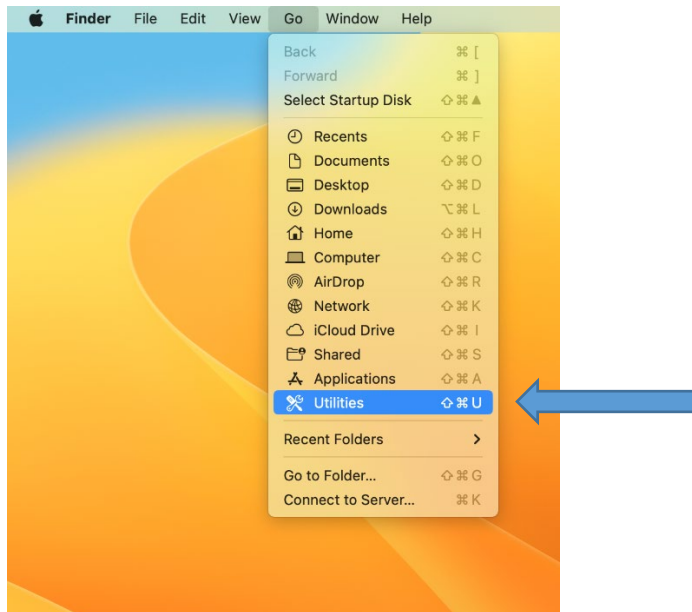 Finder File Edit View Go Window Help
Back ⌘ [
Forward ⌘ ]
Select Startup Disk ⇧⌘▲
Recents ⇧⌘F
Documents ⇧⌘O
Desktop ⇧⌘D
Downloads ⌥⌘L
Home ⇧⌘H
Computer ⇧⌘C
AirDrop ⇧⌘R
Network ⇧⌘K
iCloud Drive ⇧⌘I
Shared ⇧⌘S
Applications ⇧⌘A
Utilities ⇧⌘U
Recent Folders >
Go to Folder... ⇧⌘G
Connect to Server... ⌘K